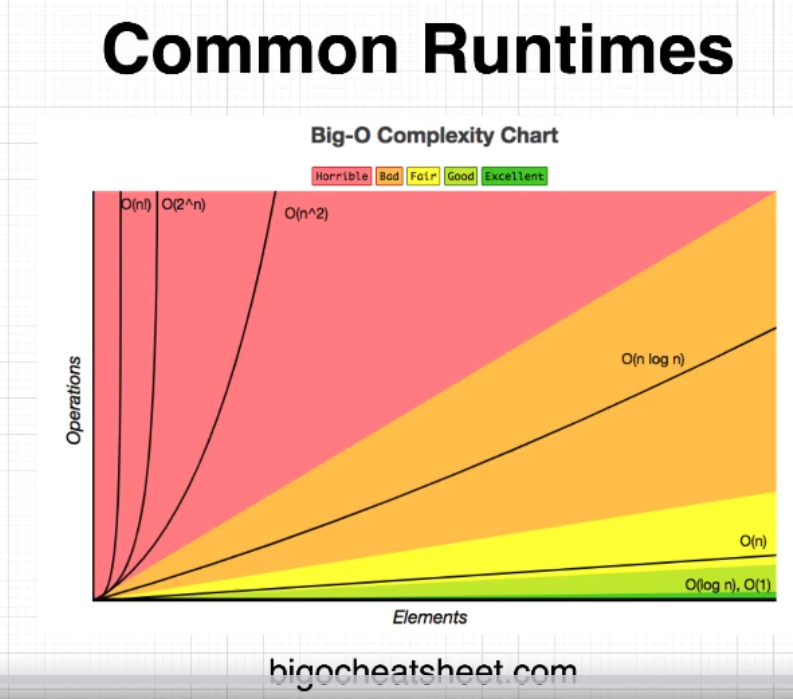 Common Runtimes
Big-O Complexity Chart
Horrible Bad Fair Good Excellent
O(n!) O(2^n)
O(n^2)
O(n log n)
O(n)
O(log n), O(1)
Operations
Elements
bigocheatsheet.com